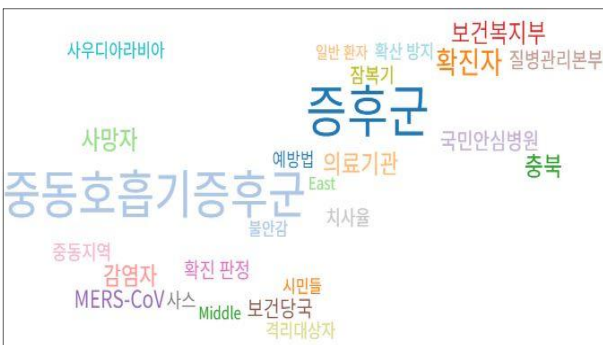 보건복지부
사우디아라비아
일반 환자
확산 방지
확진자
질병관리본부
잠복기
증후군
사망자
국민안심병원
예방법
의료기관
충북
중동호흡기증후군
East
불안감
치사율
중동지역
감염자
확진 판정
시민들
MERS-CoV
사스
Middle
보건당국
격리대상자